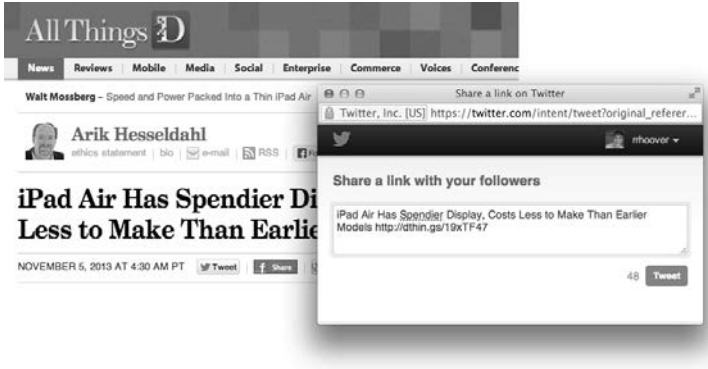 All Things D
News Reviews Mobile Media Social Enterprise Commerce Voices Conferenc
Walt Mossberg – Speed and Power Packed Into a Thin iPad Air
Arik Hesseldahl
ethics statement | bio | e-mail | RSS |
iPad Air Has Spendier Di
Less to Make Than Earlie
NOVEMBER 5, 2013 AT 4:30 AM PT Tweet Share
Share a link on Twitter
Twitter, Inc. [US] https://twitter.com/intent/tweet?original_referer...
rrhoover
Share a link with your followers
iPad Air Has Spendier Display, Costs Less to Make Than Earlier
Models http://dthin.gs/19xTF47
48 Tweet